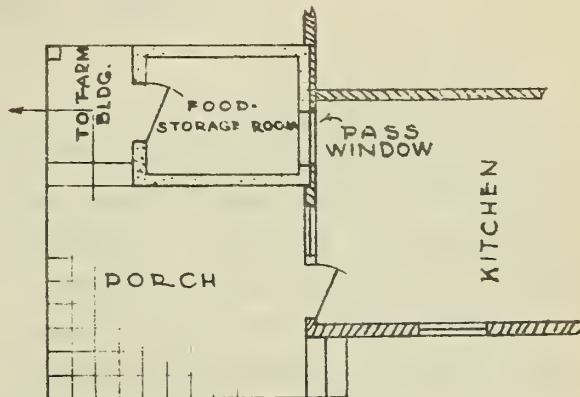 TO FARM
BLDG.
FOOD-
STORAGE ROOM
PASS
WINDOW
KITCHEN
PORCH